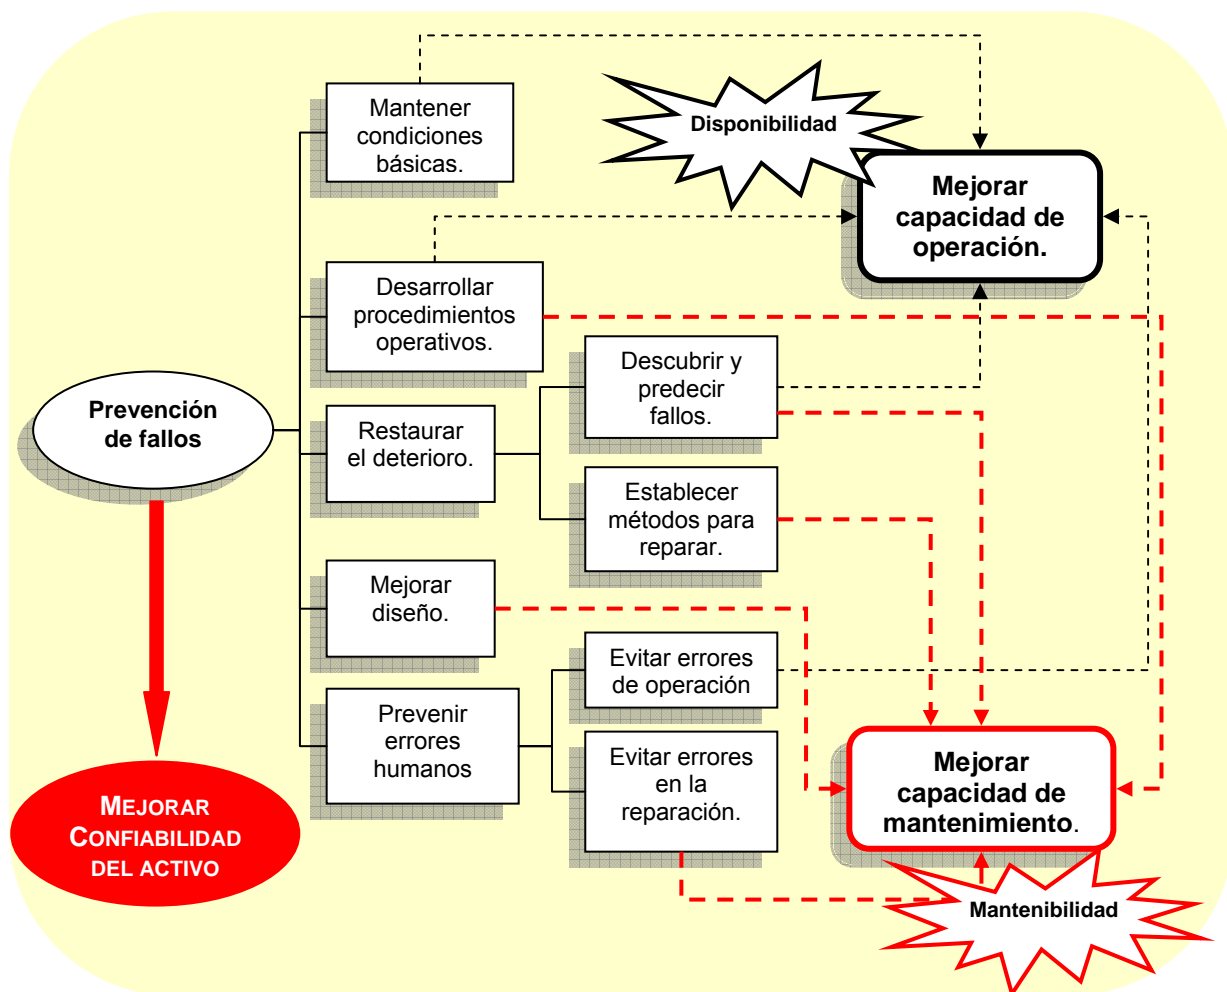 Mantener
condiciones
básicas.
Disponibilidad
Mejorar
capacidad de
operación.
Desarrollar
procedimientos
operativos.
Descubrir y
predecir
fallos.
Prevención
de fallos
Restaurar
el deterioro.
Establecer
métodos para
reparar.
Mejorar
diseño.
Evitar errores
de operación
Prevenir
errores
humanos
Evitar errores
en la
reparación.
Mejorar
capacidad de
mantenimiento.
MEJORAR
CONFIABILIDAD
DEL ACTIVO
Mantenibilidad